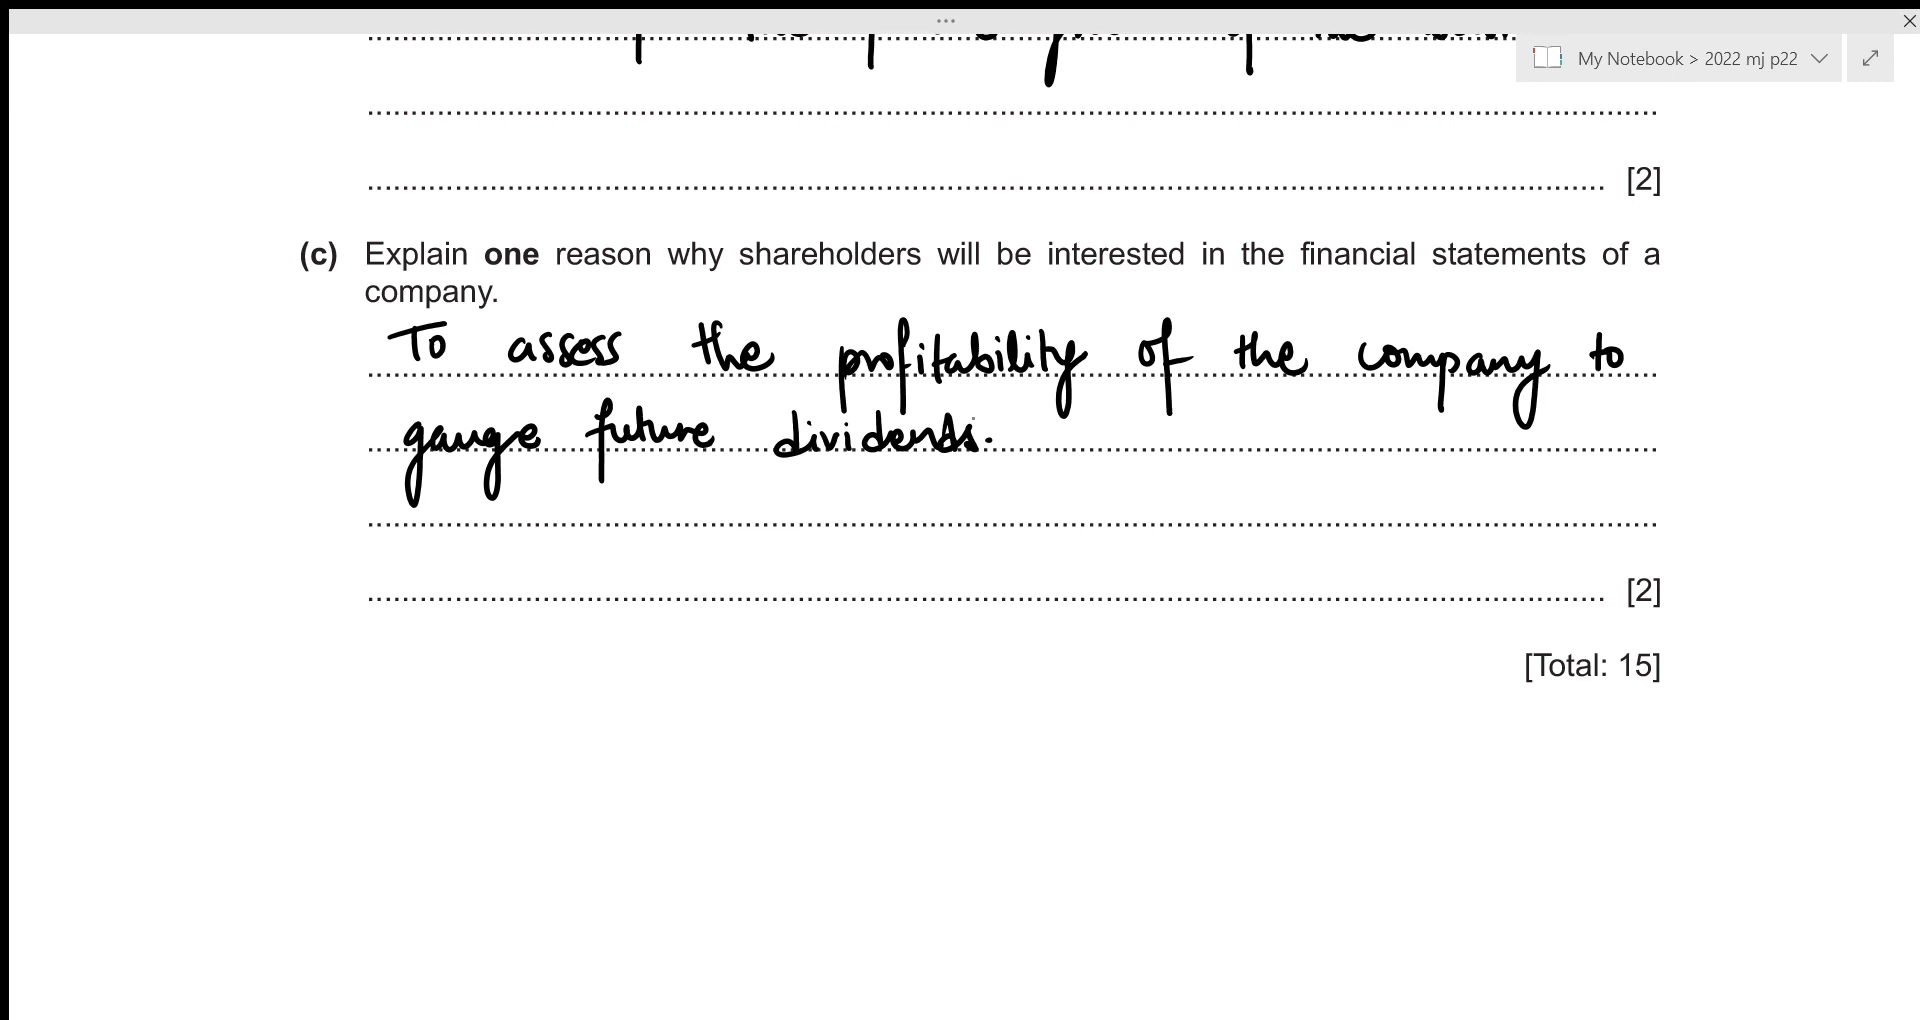 My Notebook > 2022 mj p22
[2]
(c) Explain one reason why shareholders will be interested in the financial statements of a
company.
To assess the profitability of the company to
gauge future dividends.
[2]
[Total: 15]